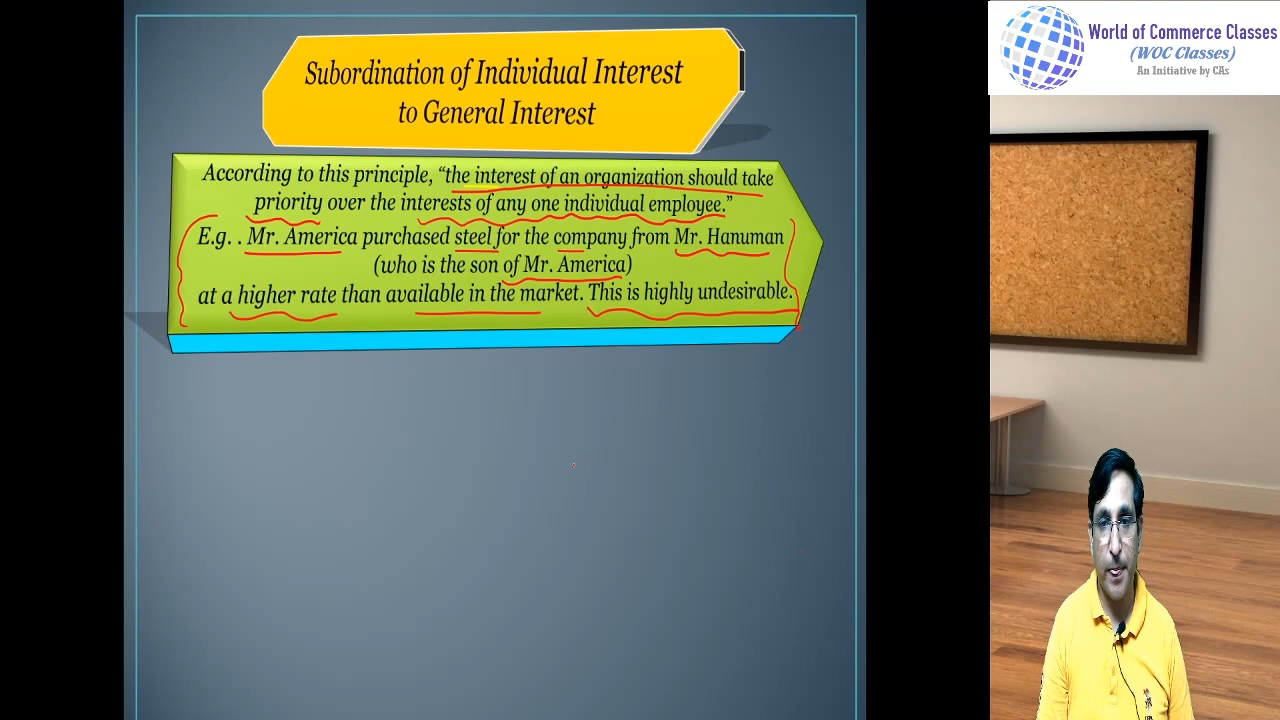 Subordination of Individual Interest
to General Interest
According to this principle, “the interest of an organization should take
priority over the interests of any one individual employee.”
E.g. . Mr. America purchased steel for the company from Mr. Hanuman
(who is the son of Mr. America)
at a higher rate than available in the market. This is highly undesirable.
World of Commerce Classes
(WOC Classes)
An Initiative by CAs